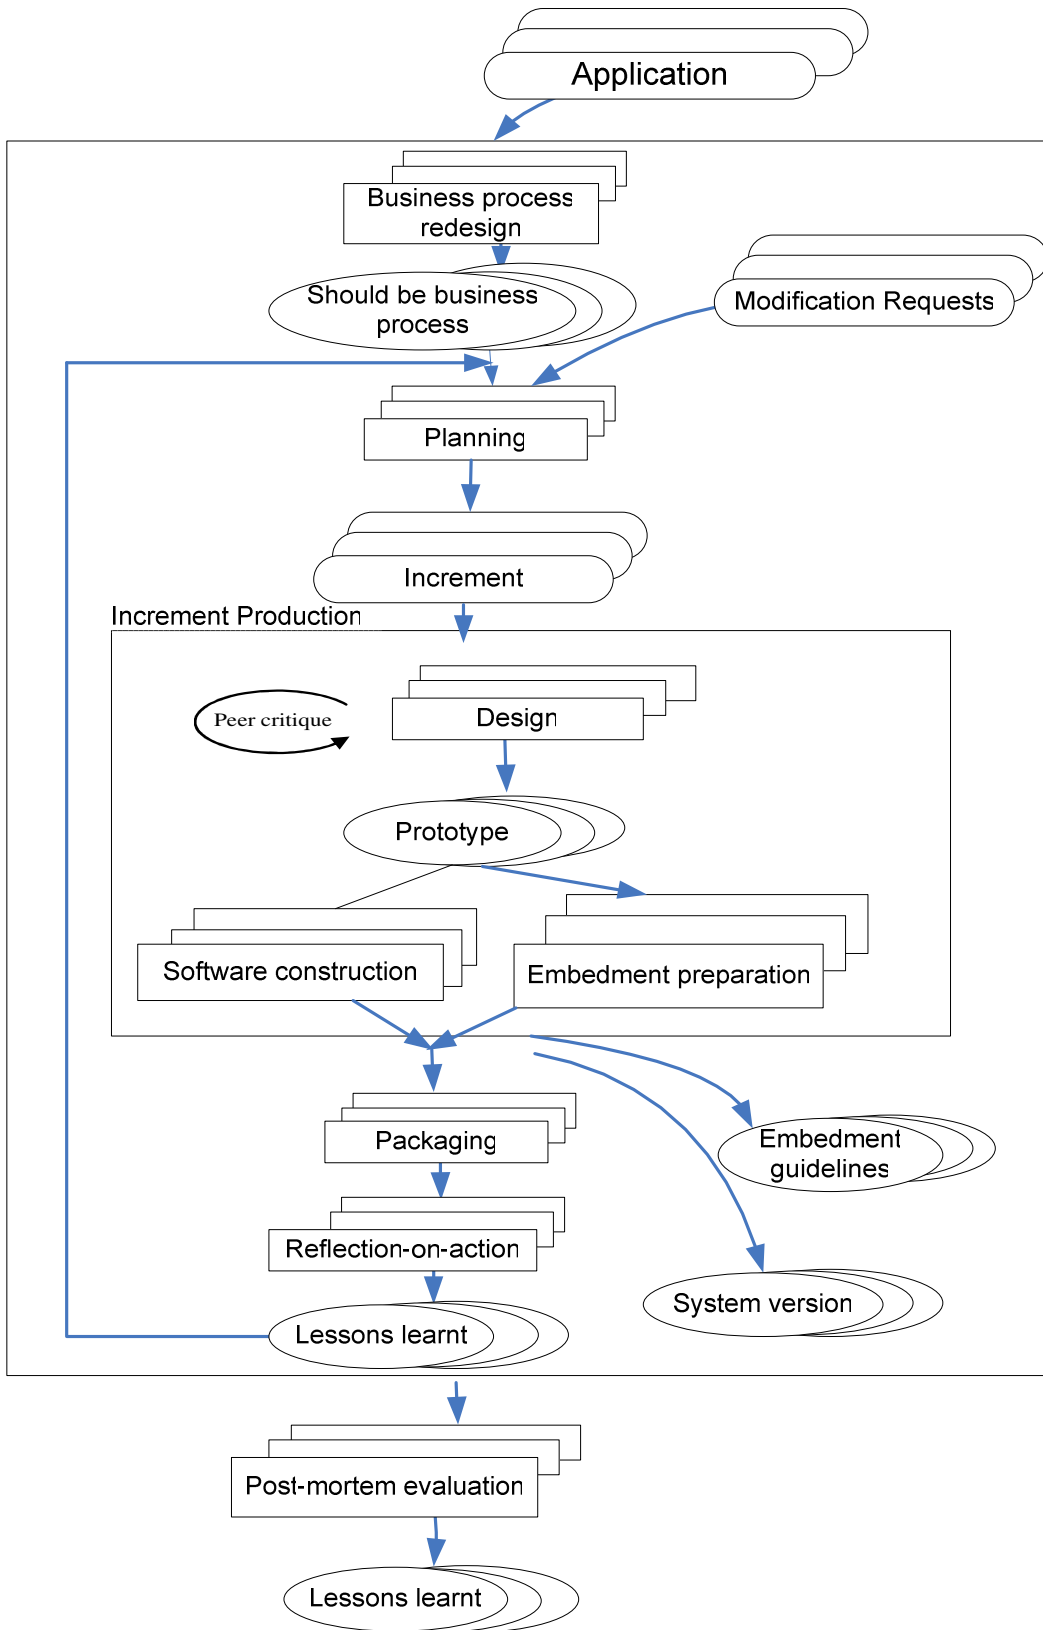 Application
Business process
redesign
Should be business
process
Modification Requests
Planning
Increment
Increment Production
Peer critique
Design
Prototype
Software construction
Embedment preparation
Packaging
Embedment
guidelines
Reflection-on-action
System version
Lessons learnt
Post-mortem evaluation
Lessons learnt